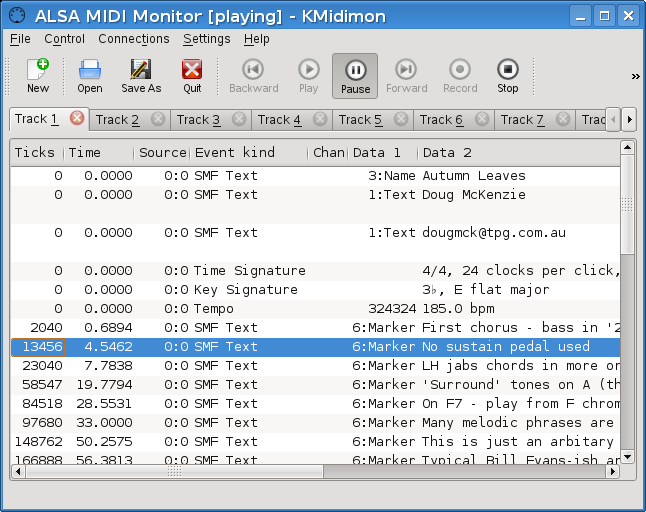 ALSA MIDI Monitor [playing] - KMidimon
File Control Connections Settings Help
New Open Save As Quit Backward Play Pause Forward Record Stop »
Track 1 Track 2 Track 3 Track 4 Track 5 Track 6 Track 7 Trac
Ticks Time Source Event kind Chan Data 1 Data 2
0 0.0000 0:0 SMF Text 3:Name Autumn Leaves
0 0.0000 0:0 SMF Text 1:Text Doug McKenzie
0 0.0000 0:0 SMF Text 1:Text dougmck@tpg.com.au
0 0.0000 0:0 Time Signature 4/4, 24 clocks per click,
0 0.0000 0:0 Key Signature 3♭, E flat major
0 0.0000 0:0 Tempo 324324 185.0 bpm
2040 0.6894 0:0 SMF Text 6:Marker First chorus - bass in '2
13456 4.5462 0:0 SMF Text 6:Marker No sustain pedal used
23040 7.7838 0:0 SMF Text 6:Marker LH jabs chords in more or
58547 19.7794 0:0 SMF Text 6:Marker 'Surround' tones on A (th
84518 28.5531 0:0 SMF Text 6:Marker On F7 - play from F chrom
97680 33.0000 0:0 SMF Text 6:Marker Many melodic phrases are
148762 50.2575 0:0 SMF Text 6:Marker This is just an arbitary
166888 56.3813 0:0 SMF Text 6:Marker Typical Bill Evans-ish ar